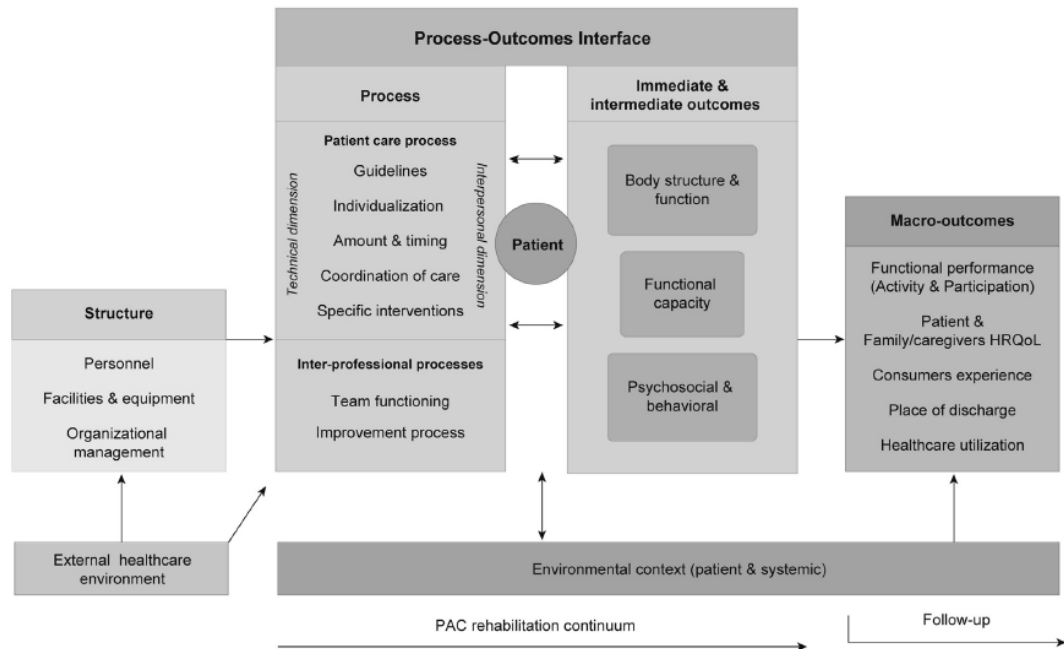 Process-Outcomes Interface
Process
Patient care process
Technical dimension
Guidelines
Individualization
Amount & timing
Coordination of care
Specific interventions
Interpersonal dimension
Inter-professional processes
Team functioning
Improvement process
Patient
Immediate &
intermediate outcomes
Body structure &
function
Functional
capacity
Psychosocial &
behavioral
Structure
Personnel
Facilities & equipment
Organizational
management
External healthcare
environment
Macro-outcomes
Functional performance
(Activity & Participation)
Patient &
Family/caregivers HRQoL
Consumers experience
Place of discharge
Healthcare utilization
Environmental context (patient & systemic)
PAC rehabilitation continuum
Follow-up